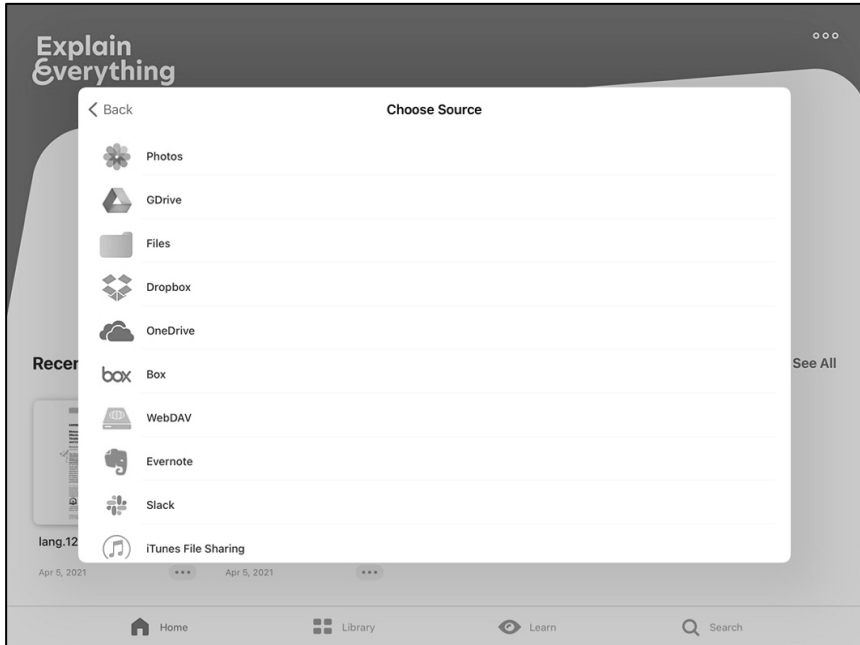 Explain
Everything
Back
Choose Source
Photos
GDrive
Files
Dropbox
OneDrive
Recer
See All
box Box
WebDAV
Evernote
Slack
iTunes File Sharing
lang.12
Apr 5, 2021
Apr 5, 2021
Home
Library
Learn
Search